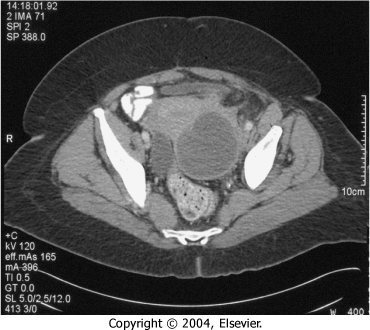 14:18:01.92
2 IMA 71
SPI 2
SP 388.0
R
10cm
+C
kV 120
eff.mAs 165
mA 396
TI 0.5
GT 0.0
SL 5.0/2.5/12.0
413 3/0
W 400
Copyright © 2004, Elsevier.